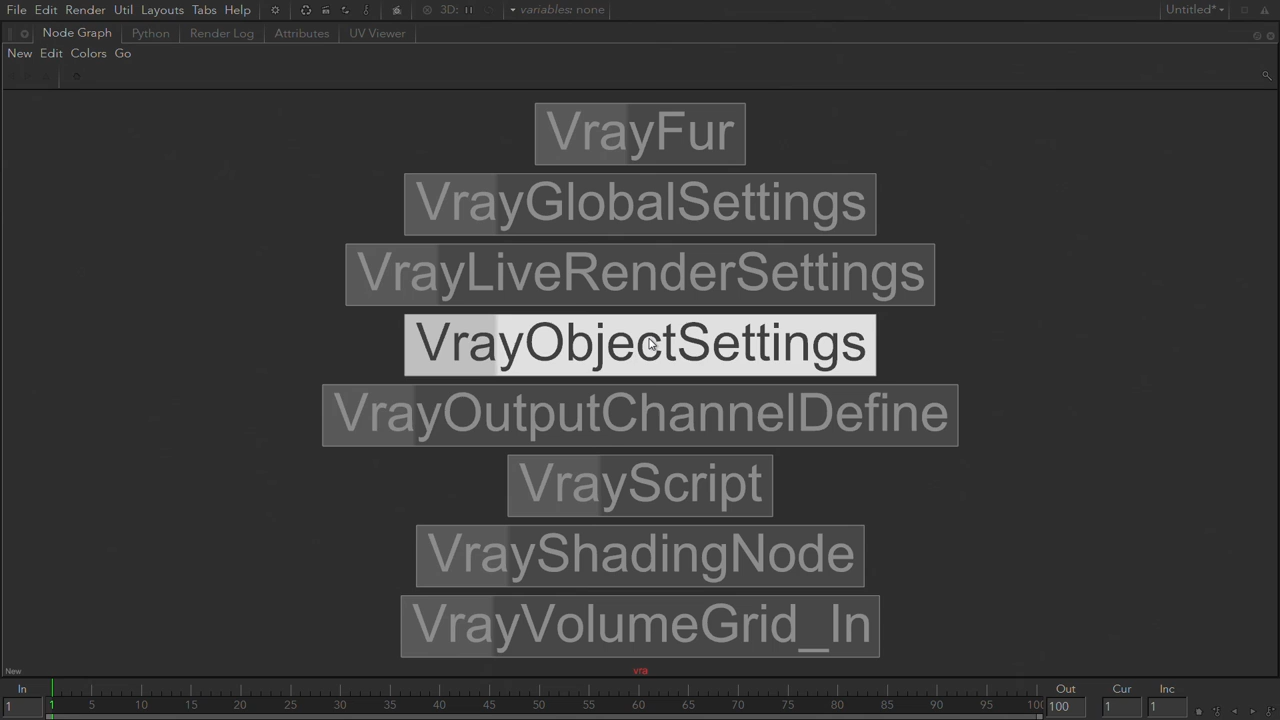 File Edit Render Util Layouts Tabs Help 3D: variables: none Untitled*
Node Graph Python Render Log Attributes UV Viewer
New Edit Colors Go
VrayFur
VrayGlobalSettings
VrayLiveRenderSettings
VrayObjectSettings
VrayOutputChannelDefine
VrayScript
VrayShadingNode
VrayVolumeGrid_In
New vra
In Out Cur Inc
1 1 5 10 15 20 25 30 35 40 45 50 55 60 65 70 75 80 85 90 95 100 100 1 1